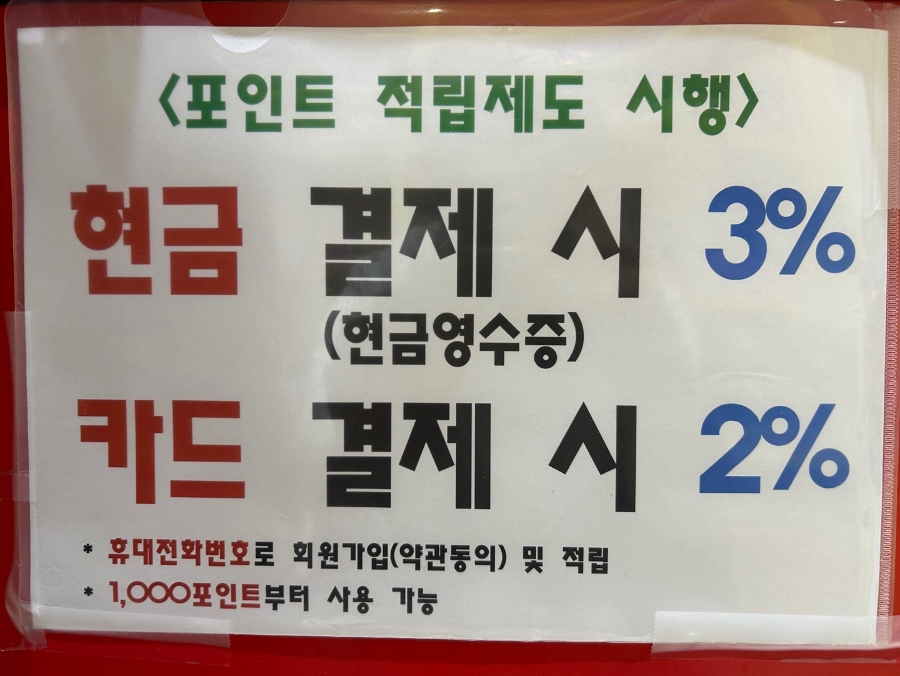 <포인트 적립제도 시행>
현금 결제 시 3%
(현금영수증)
카드 결제 시 2%
* 휴대전화번호로 회원가입(약관동의) 및 적립
* 1,000포인트부터 사용 가능